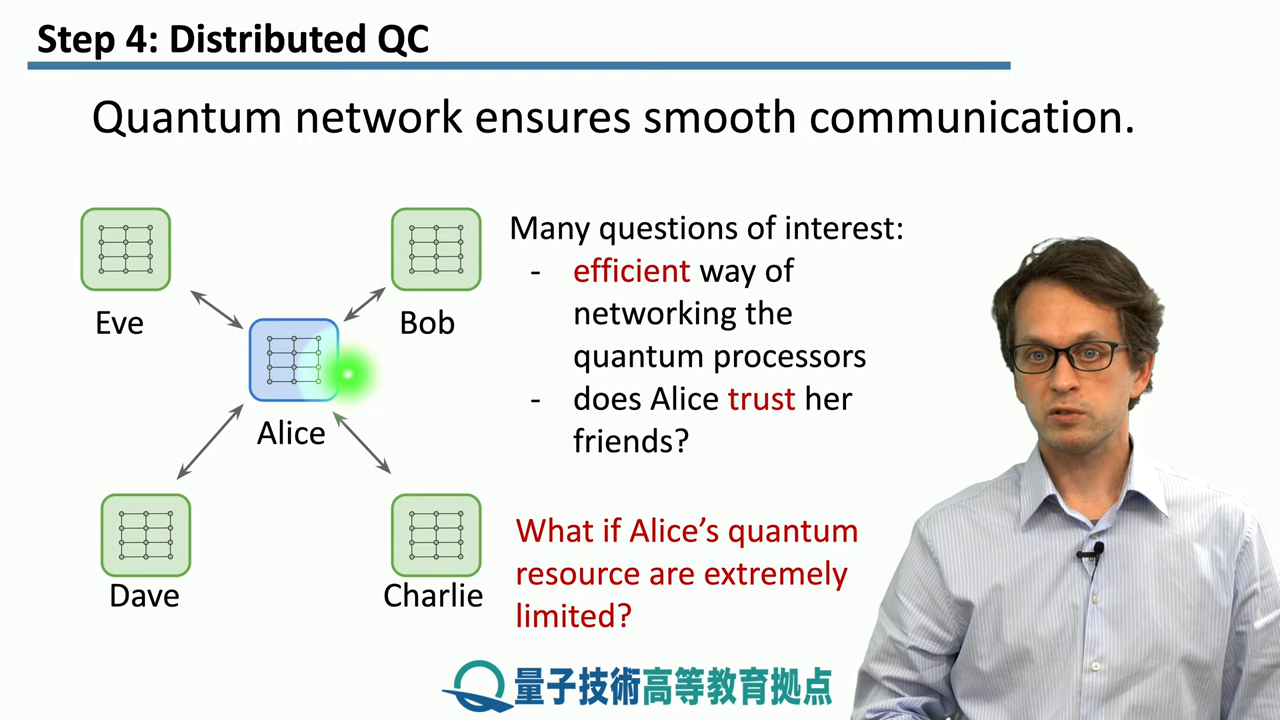 Step 4: Distributed QC
Quantum network ensures smooth communication.
Eve
Bob
Alice
Dave
Charlie
Many questions of interest:
- efficient way of
networking the
quantum processors
- does Alice trust her
friends?
What if Alice's quantum
resource are extremely
limited?
量子技術高等教育拠点